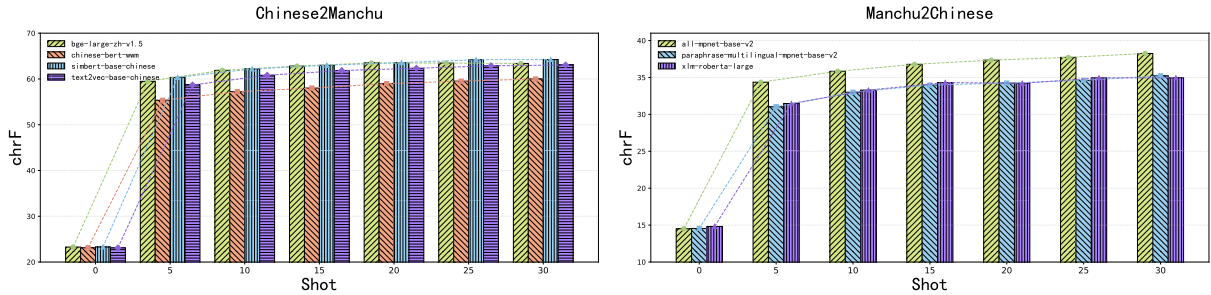 Chinese2Manchu
70
60
50
40
30
20
chrF
bge-large-zh-v1.5
chinese-bert-wwm
simbert-base-chinese
text2vec-base-chinese
0 5 10 15 20 25 30
Shot
Manchu2Chinese
40
35
30
25
20
15
10
chrF
all-mpnet-base-v2
paraphrase-multilingual-mpnet-base-v2
xlm-roberta-large
0 5 10 15 20 25 30
Shot